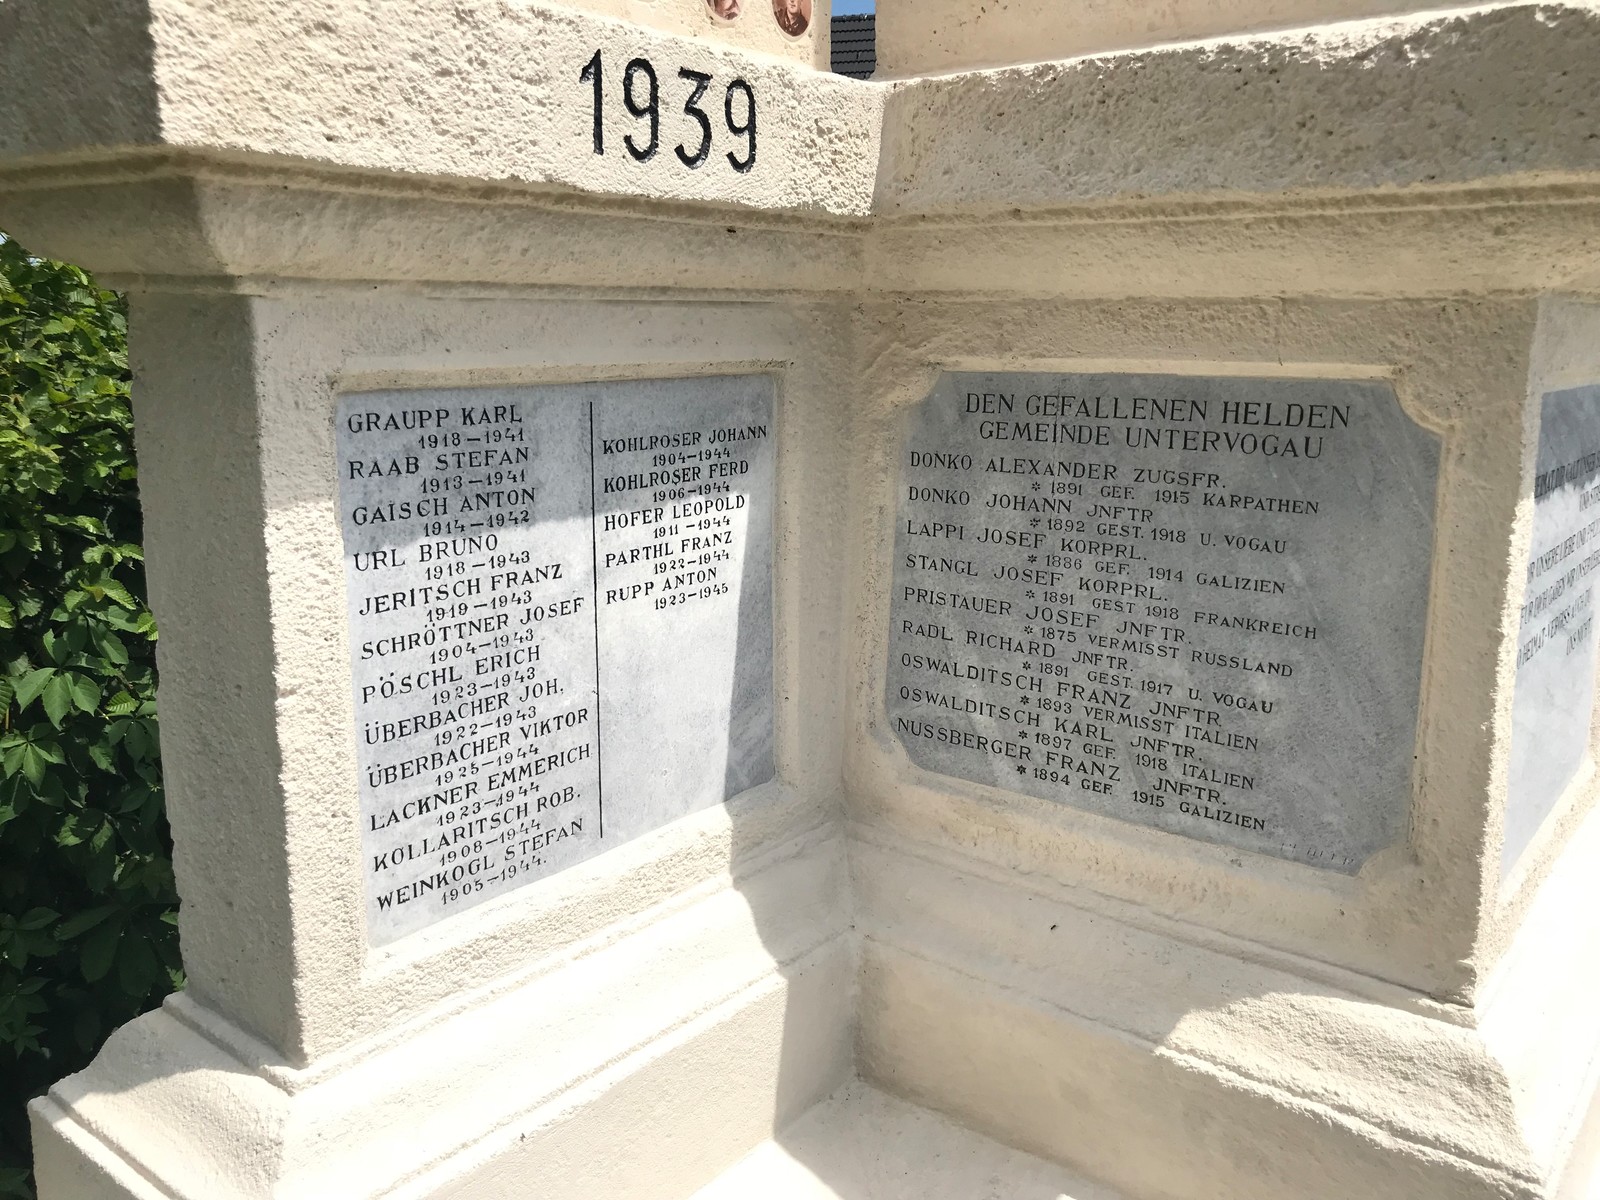 1939
GRAUPP KARL
1918–1941
RAAB STEFAN
1913–1941
GAISCH ANTON
1914–1942
URL BRUNO
1918–1943
JERITSCH FRANZ
1919–1943
SCHRÖTTNER JOSEF
1904–1943
PÖSCHL ERICH
1923–1943
ÜBERBACHER JOH.
1922–1943
ÜBERBACHER VIKTOR
1925–1944
LACKNER EMMERICH
1923–1944
KOLLARITSCH ROB.
1908–1944
WEINKOGL STEFAN
1905–1944.
KOHLROSER JOHANN
1904–1944
KOHLROSER FERD
1906–1944
HOFER LEOPOLD
1911–1944
PARTHL FRANZ
1922–1944
RUPP ANTON
1923–1945
DEN GEFALLENEN HELDEN
GEMEINDE UNTERVOGAU
DONKO ALEXANDER ZUGSFR.
* 1891 GEF. 1915 KARPATHEN
DONKO JOHANN JNFTR
* 1892 GEST. 1918 U. VOGAU
LAPPI JOSEF KORPRL.
* 1886 GEF. 1914 GALIZIEN
STANGL JOSEF KORPRL.
* 1891 GEST 1918 FRANKREICH
PRISTAUER JOSEF JNFTR.
* 1875 VERMISST RUSSLAND
RADL RICHARD JNFTR.
* 1891 GEST. 1917 U. VOGAU
OSWALDITSCH FRANZ JNFTR
* 1893 VERMISST ITALIEN
OSWALDITSCH KARL JNFTR.
* 1897 GEF. 1918 ITALIEN
NUSSBERGER FRANZ JNFTR.
* 1894 GEF. 1915 GALIZIEN